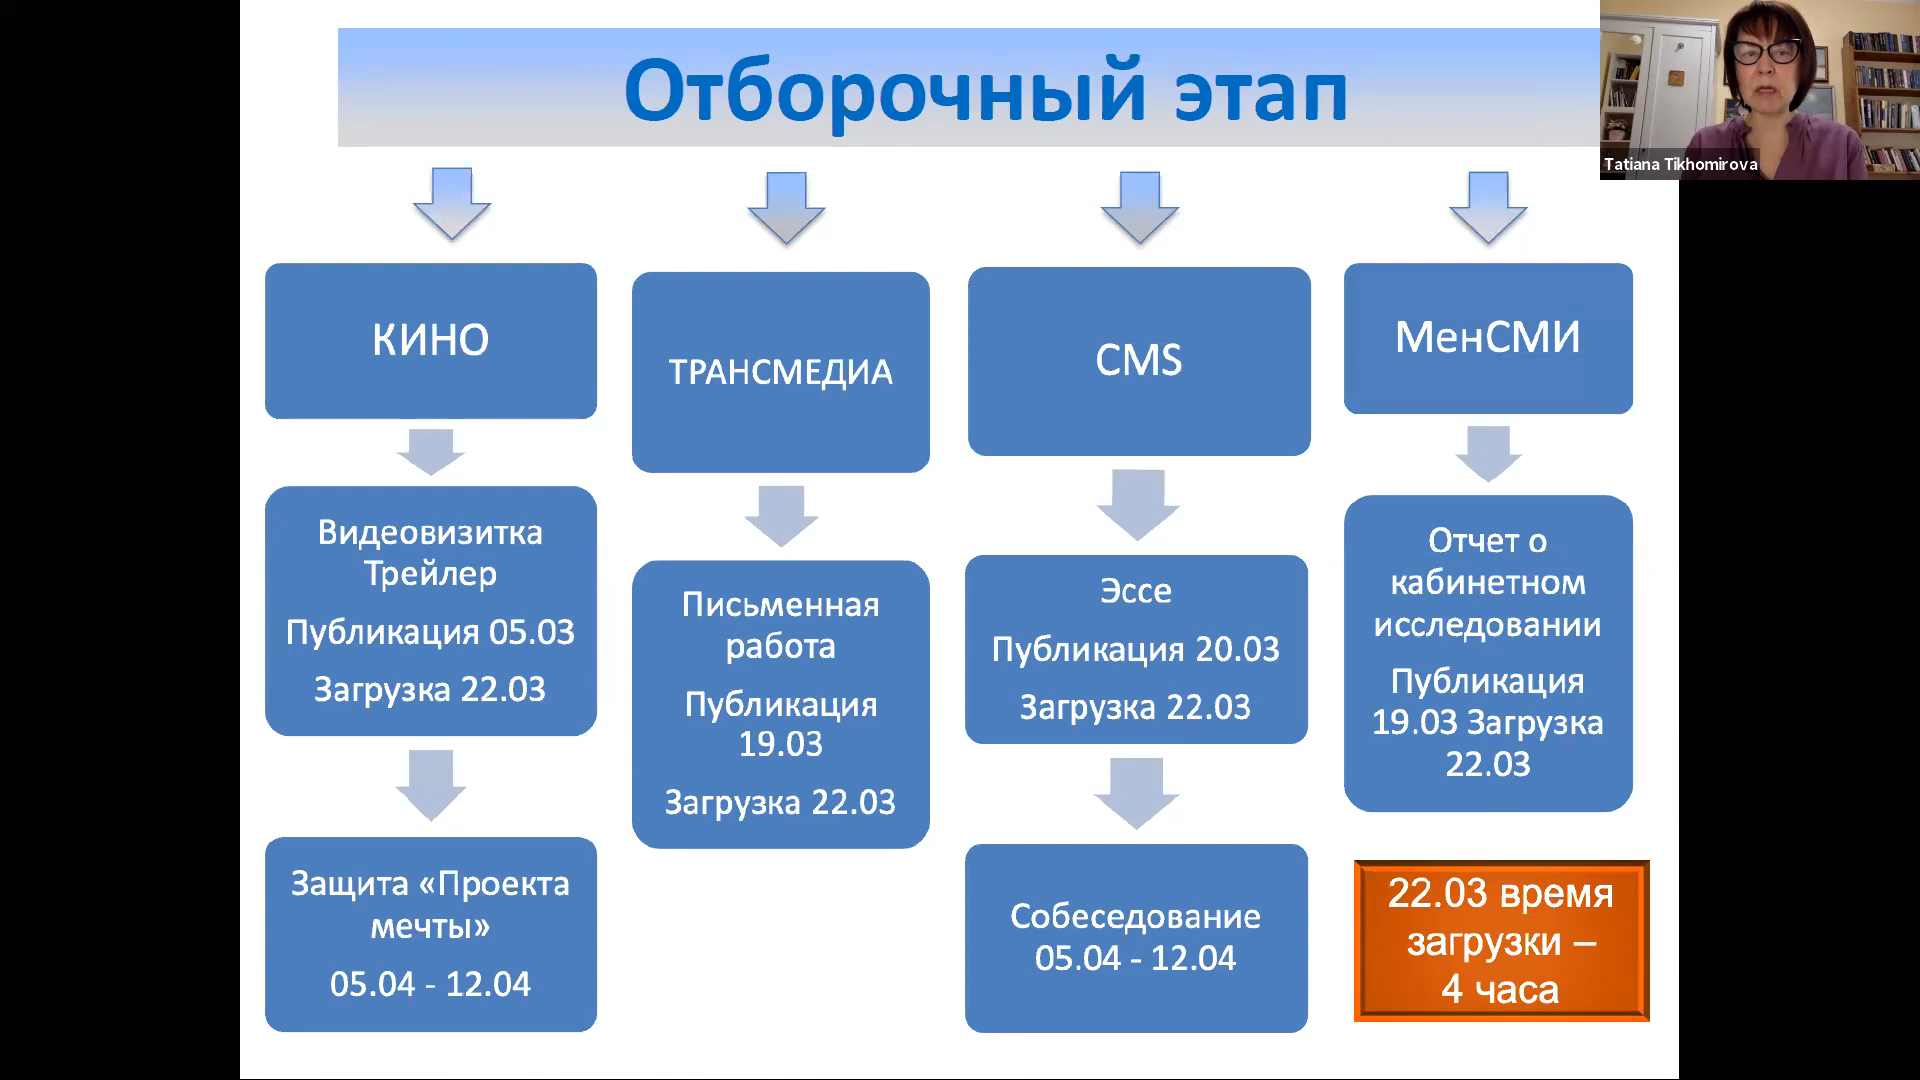 Отборочный этап
Tatiana Tikhomirova
КИНО
Видеовизитка
Трейлер
Публикация 05.03
Загрузка 22.03
Защита «Проекта
мечты»
05.04 - 12.04
ТРАНСМЕДИА
Письменная
работа
Публикация
19.03
Загрузка 22.03
CMS
Эссе
Публикация 20.03
Загрузка 22.03
Собеседование
05.04 - 12.04
МенСМИ
Отчет о
кабинетном
исследовании
Публикация
19.03 Загрузка
22.03
22.03 время
загрузки –
4 часа